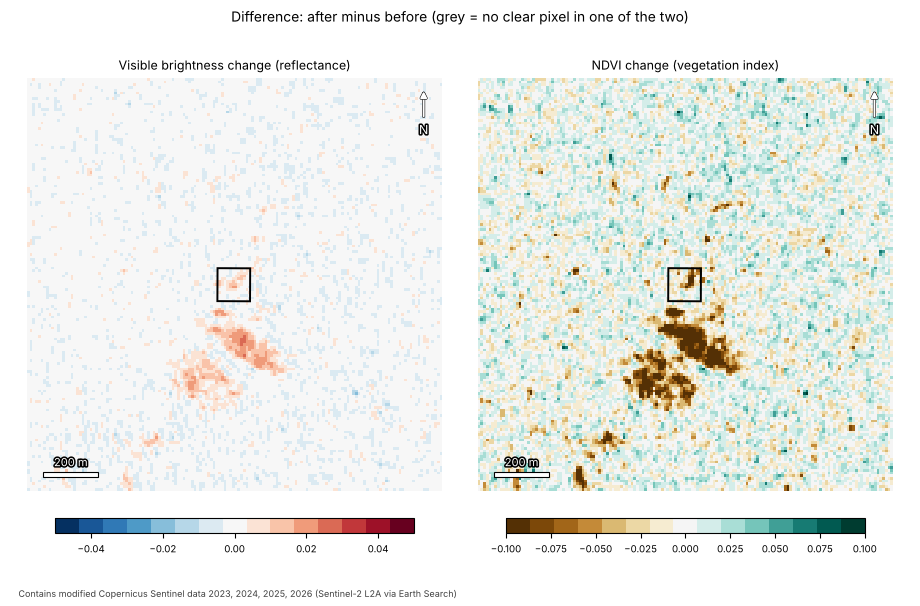 Difference: after minus before (grey = no clear pixel in one of the two)
Visible brightness change (reflectance)
NDVI change (vegetation index)
N
N
200 m
200 m
−0.04 −0.02 0.00 0.02 0.04
−0.100 −0.075 −0.050 −0.025 0.000 0.025 0.050 0.075 0.100
Contains modified Copernicus Sentinel data 2023, 2024, 2025, 2026 (Sentinel-2 L2A via Earth Search)